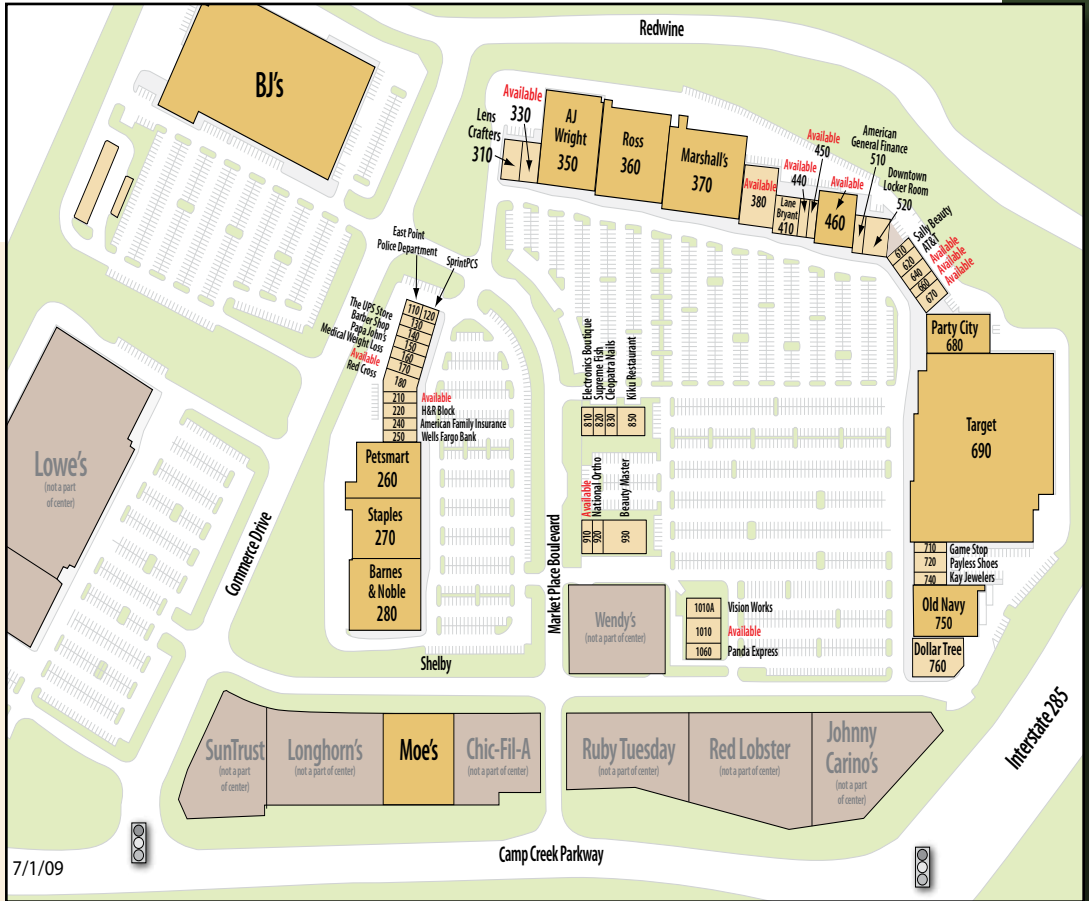 Redwine
BJ's
Available
330
Lens
Crafters
310
AJ
Wright
350
Ross
360
Marshall's
370
Available
380
Lane
Bryant
410
Available
440
Available
450
Available
460
American
General Finance
510
Downtown
Locker Room
520
610
Sally Beauty
620
AT&T
640
Available
660
Available
670
Available
Party City
680
Target
690
710
Game Stop
720
Payless Shoes
740
Kay Jewelers
Old Navy
750
Dollar Tree
760
East Point
Police Department
SprintPCS
110
120
The UPS Store
130
Barber Shop
140
Papa John's
150
Medical Weight Loss
160
Available
170
Red Cross
180
210
Available
220
H&R Block
240
American Family Insurance
250
Wells Fargo Bank
Petsmart
260
Staples
270
Barnes
& Noble
280
Electronics Boutique
Supreme Fish
Cleopatra Nails
Kiku Restaurant
810
820
830
850
Available
National Ortho
Beauty Master
910
920
930
Lowe's
(not a part
of center)
Commerce Drive
Market Place Boulevard
Wendy's
(not a part of center)
1010A
Vision Works
1010
Available
1060
Panda Express
Shelby
SunTrust
(not a part
of center)
Longhorn's
(not a part of center)
Moe's
Chic-Fil-A
(not a part of center)
Ruby Tuesday
(not a part of center)
Red Lobster
(not a part of center)
Johnny
Carino's
(not a part
of center)
Interstate 285
Camp Creek Parkway
7/1/09